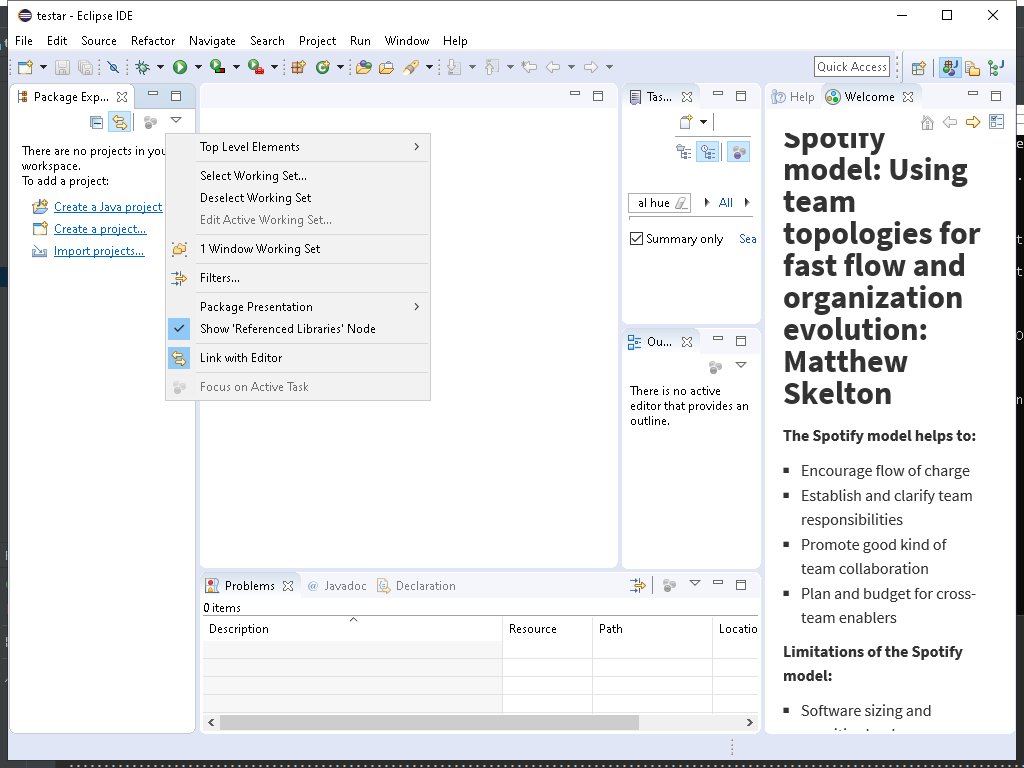 testar - Eclipse IDE
File Edit Source Refactor Navigate Search Project Run Window Help
Quick Access
Package Exp...
There are no projects in you
workspace.
To add a project:
Create a Java project
Create a project...
Import projects...
Top Level Elements
Select Working Set...
Deselect Working Set
Edit Active Working Set...
1 Window Working Set
Filters...
Package Presentation
Show 'Referenced Libraries' Node
Link with Editor
Focus on Active Task
Tas...
al hue
All
Summary only
Sea
Ou...
There is no active
editor that provides an
outline.
Help Welcome
Spotify
model: Using
team
topologies for
fast flow and
organization
evolution:
Matthew
Skelton
The Spotify model helps to:
Encourage flow of charge
Establish and clarify team
responsibilities
Promote good kind of
team collaboration
Plan and budget for cross-
team enablers
Limitations of the Spotify
model:
Software sizing and
Problems @ Javadoc Declaration
0 items
Description Resource Path Locatio